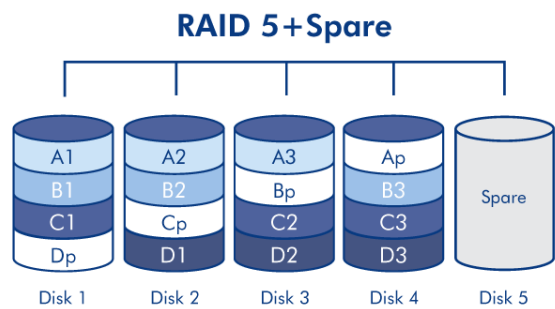 RAID 5+Spare
A1 A2 A3 Ap
B1 B2 Bp B3 Spare
C1 Cp C2 C3
Dp D1 D2 D3
Disk 1 Disk 2 Disk 3 Disk 4 Disk 5